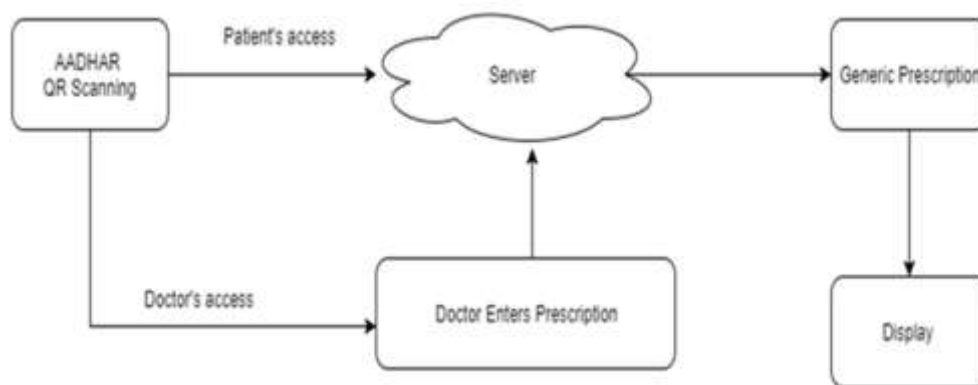 Patient's access
AADHAR
QR Scanning
Server
Generic Prescription
Doctor's access
Doctor Enters Prescription
Display